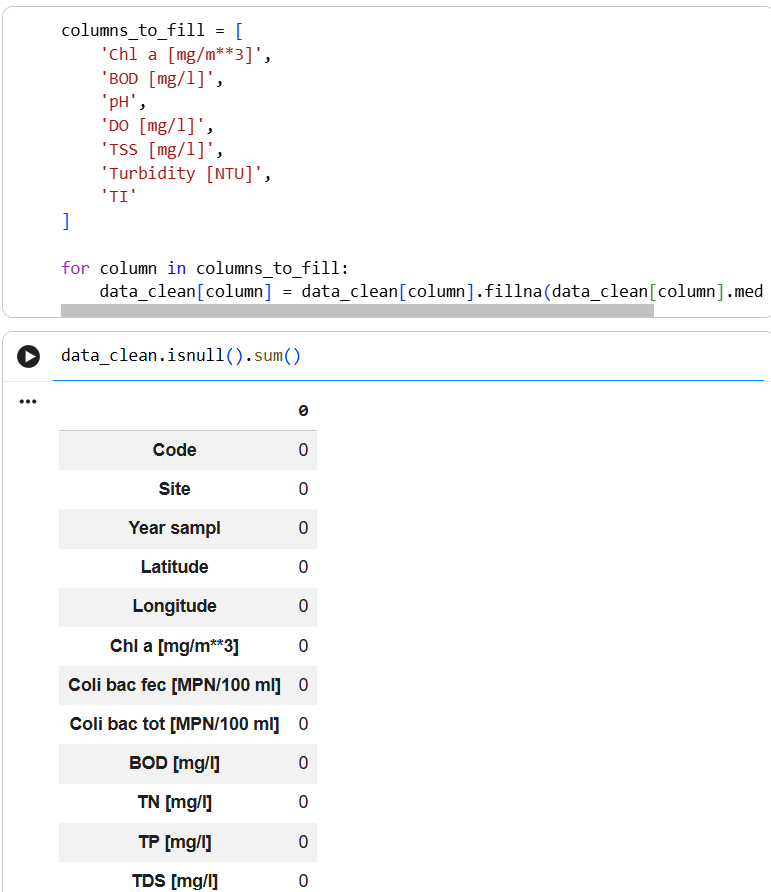 columns_to_fill = [
    'Chl a [mg/m**3]',
    'BOD [mg/l]',
    'pH',
    'DO [mg/l]',
    'TSS [mg/l]',
    'Turbidity [NTU]',
    'TI'
]
for column in columns_to_fill:
    data_clean[column] = data_clean[column].fillna(data_clean[column].med
data_clean.isnull().sum()
0
Code 0
Site 0
Year sampl 0
Latitude 0
Longitude 0
Chl a [mg/m**3] 0
Coli bac fec [MPN/100 ml] 0
Coli bac tot [MPN/100 ml] 0
BOD [mg/l] 0
TN [mg/l] 0
TP [mg/l] 0
TDS [mg/l] 0